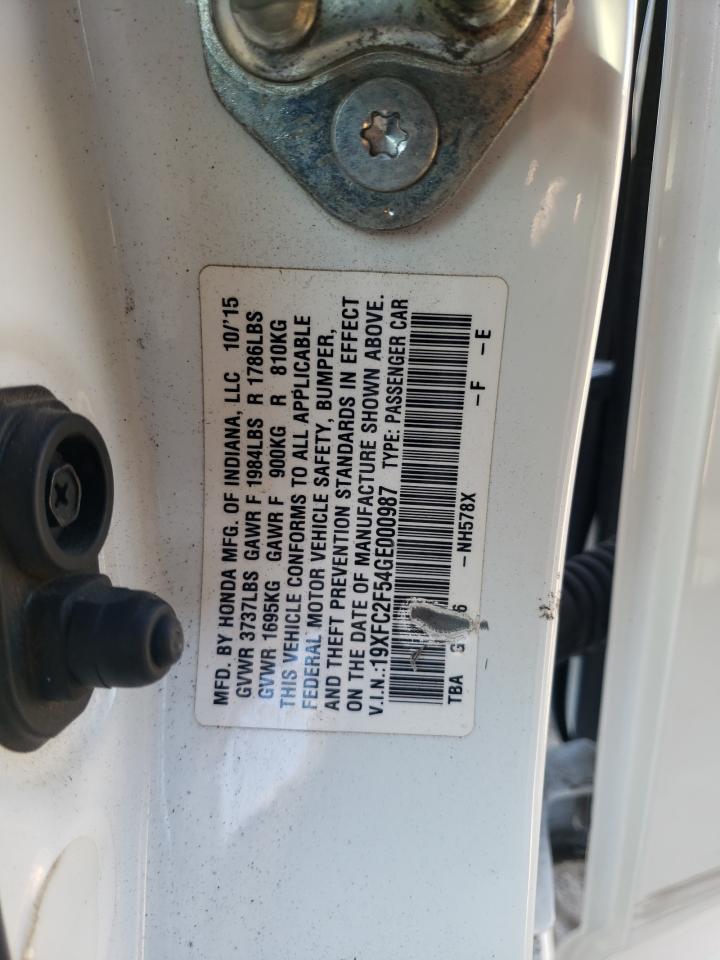 MFD. BY HONDA MFG. OF INDIANA, LLC 10/'15
GVWR 3737LBS GAWR F 1984LBS R 1786LBS
GVWR 1695KG GAWR F 900KG R 810KG
THIS VEHICLE CONFORMS TO ALL APPLICABLE
FEDERAL MOTOR VEHICLE SAFETY, BUMPER,
AND THEFT PREVENTION STANDARDS IN EFFECT
ON THE DATE OF MANUFACTURE SHOWN ABOVE.
V.I.N.:19XFC2F54GE000987 TYPE: PASSENGER CAR
TBA -NH578X -F -E